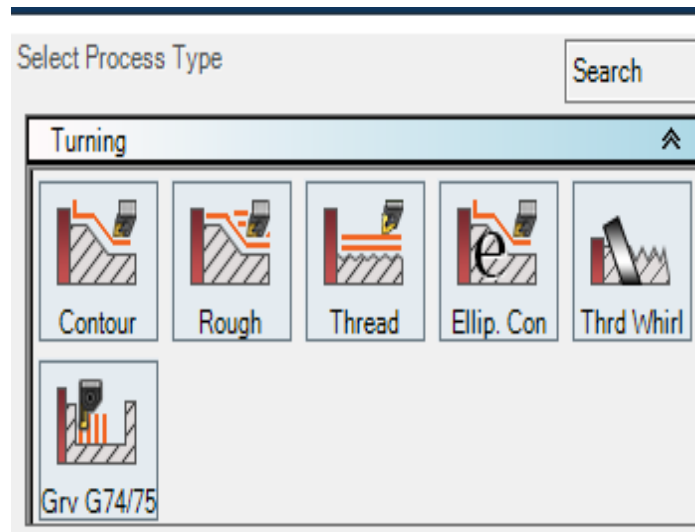 Select Process Type
Search
Turning
Contour
Rough
Thread
e
Ellip. Con
Thrd Whirl
Grv G74/75